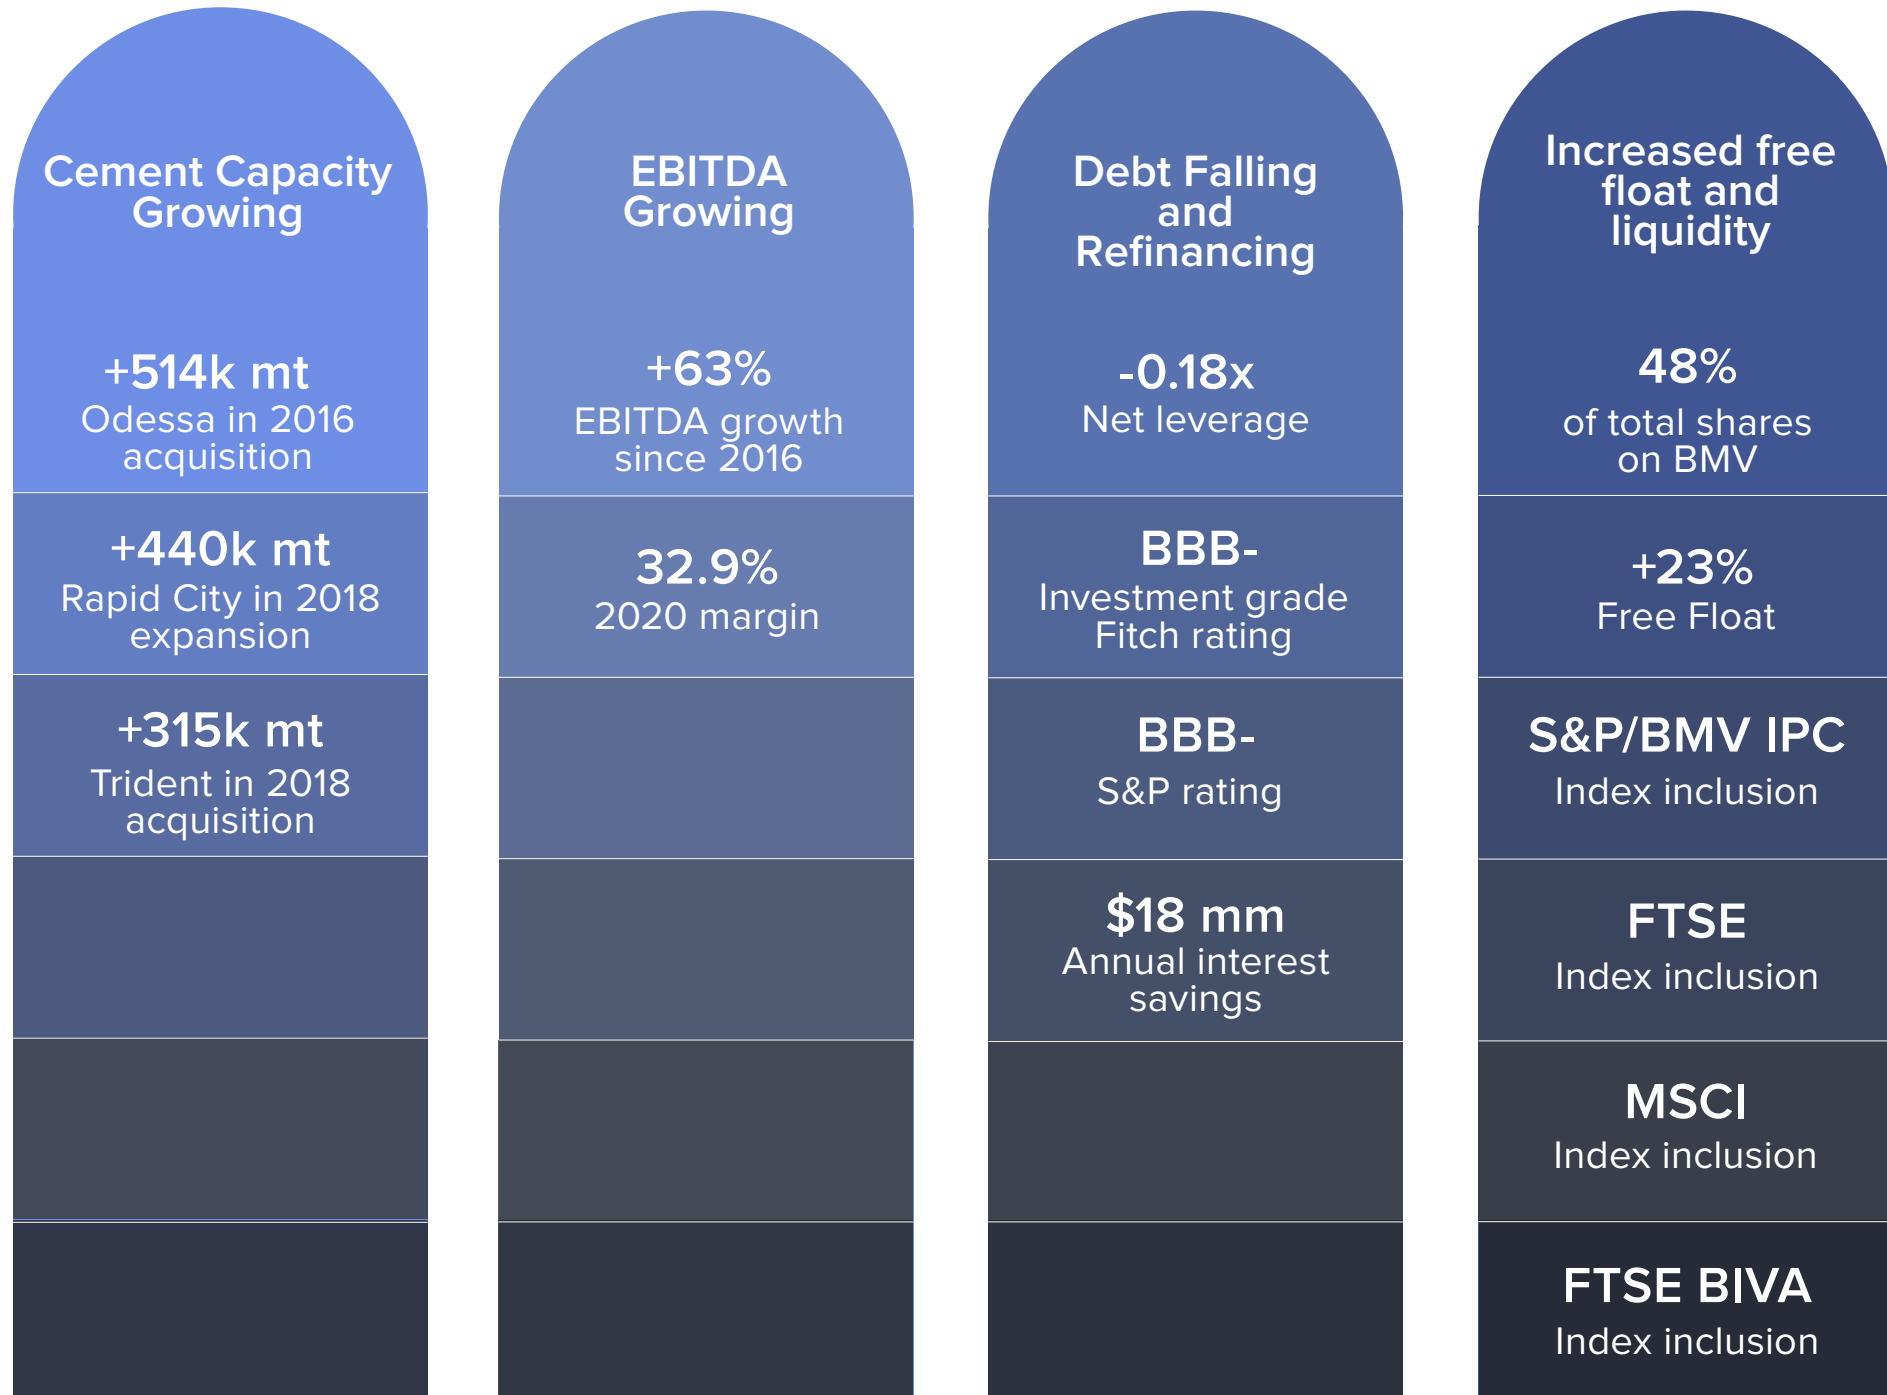 Cement Capacity
Growing
+514k mt
Odessa in 2016
acquisition
+440k mt
Rapid City in 2018
expansion
+315k mt
Trident in 2018
acquisition
EBITDA
Growing
+63%
EBITDA growth
since 2016
32.9%
2020 margin
Debt Falling
and
Refinancing
-0.18x
Net leverage
BBB-
Investment grade
Fitch rating
BBB-
S&P rating
$18 mm
Annual interest
savings
Increased free
float and
liquidity
48%
of total shares
on BMV
+23%
Free Float
S&P/BMV IPC
Index inclusion
FTSE
Index inclusion
MSCI
Index inclusion
FTSE BIVA
Index inclusion